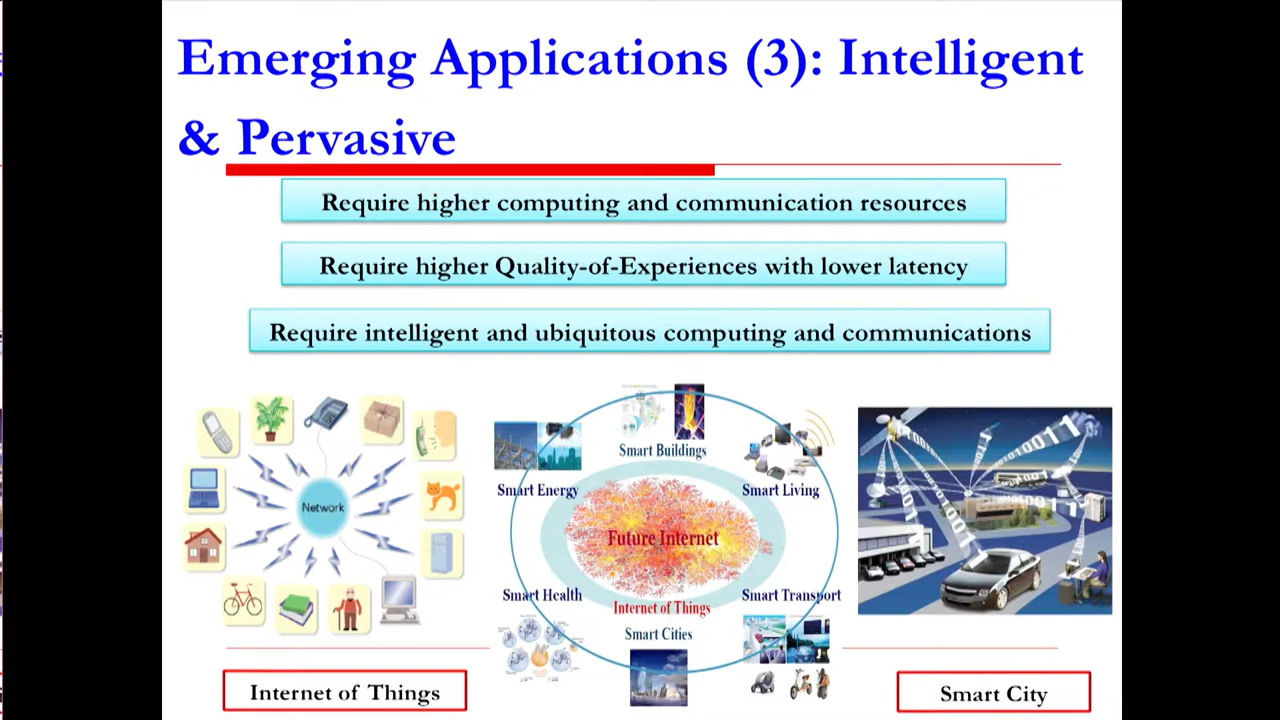 Emerging Applications (3): Intelligent
& Pervasive
Require higher computing and communication resources
Require higher Quality-of-Experiences with lower latency
Require intelligent and ubiquitous computing and communications
Network
Smart Buildings
Smart Energy
Smart Living
Future Internet
Smart Health
Smart Transport
Internet of Things
Smart Cities
Internet of Things
Smart City